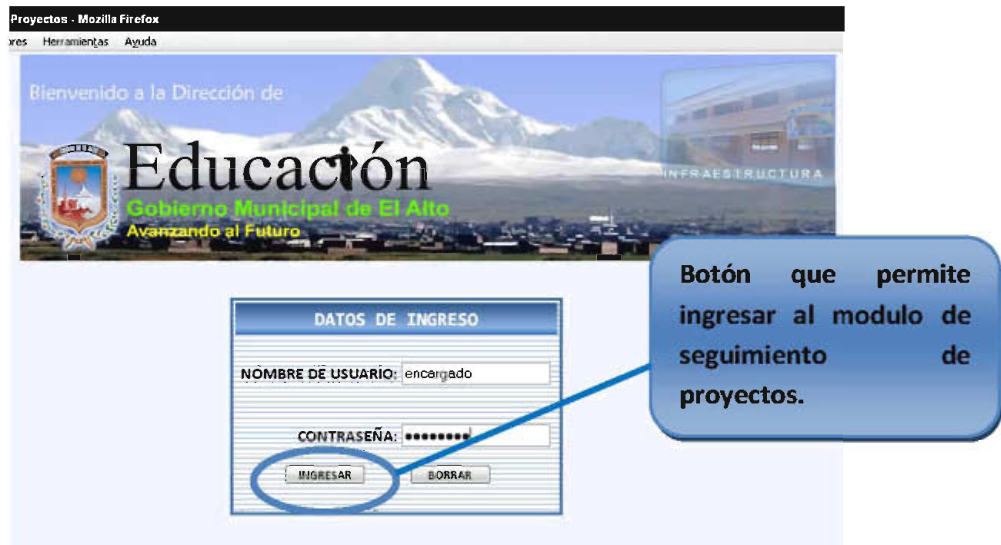 Proyectos - Mozilla Firefox
ores Herramientas Ayuda
Bienvenido a la Dirección de
Educación
Gobierno Municipal de El Alto
Avanzando al Futuro
INFRAESTRUCTURA
Botón que permite
ingresar al modulo de
seguimiento de
proyectos.
DATOS DE INGRESO
NOMBRE DE USUARIO: encargado
CONTRASEÑA: ••••••••
INGRESAR BORRAR